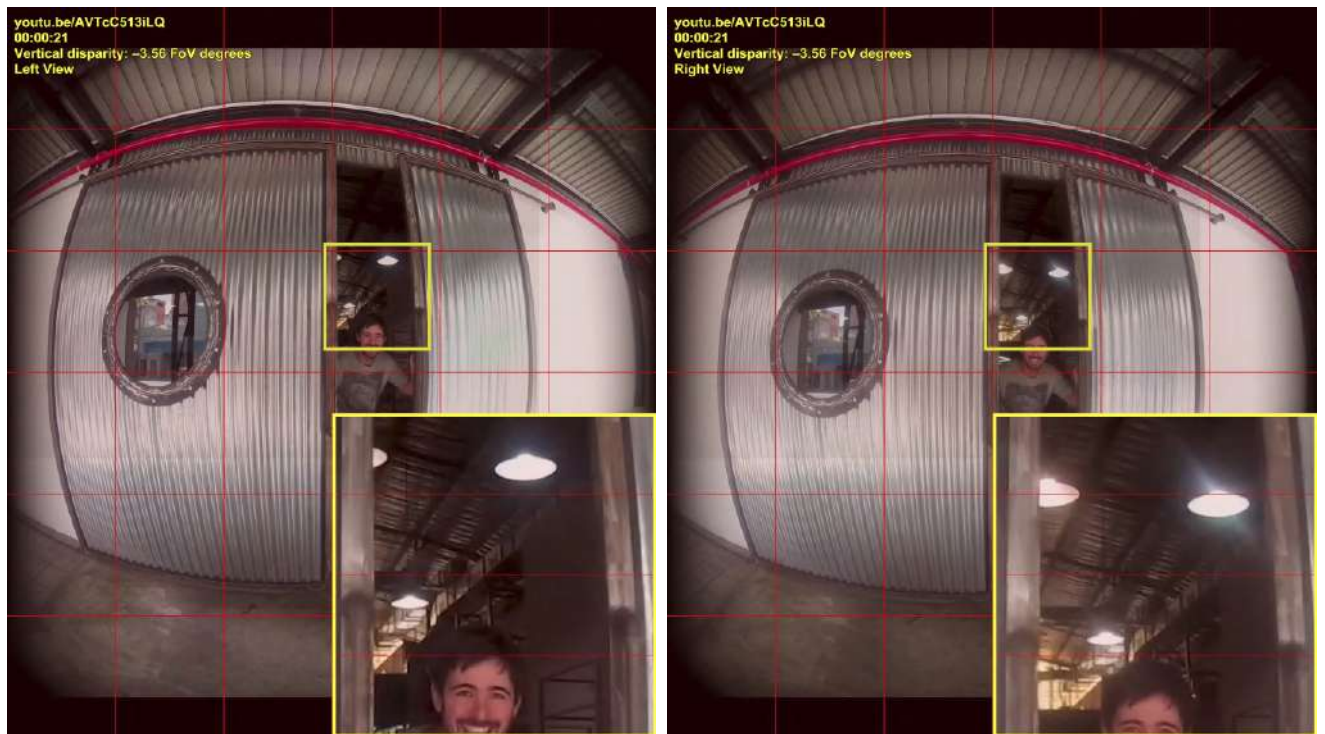 youtu.be/AVTcC513iLQ
00:00:21
Vertical disparity: –3.56 FoV degrees
Left View
youtu.be/AVTcC513iLQ
00:00:21
Vertical disparity: –3.56 FoV degrees
Right View